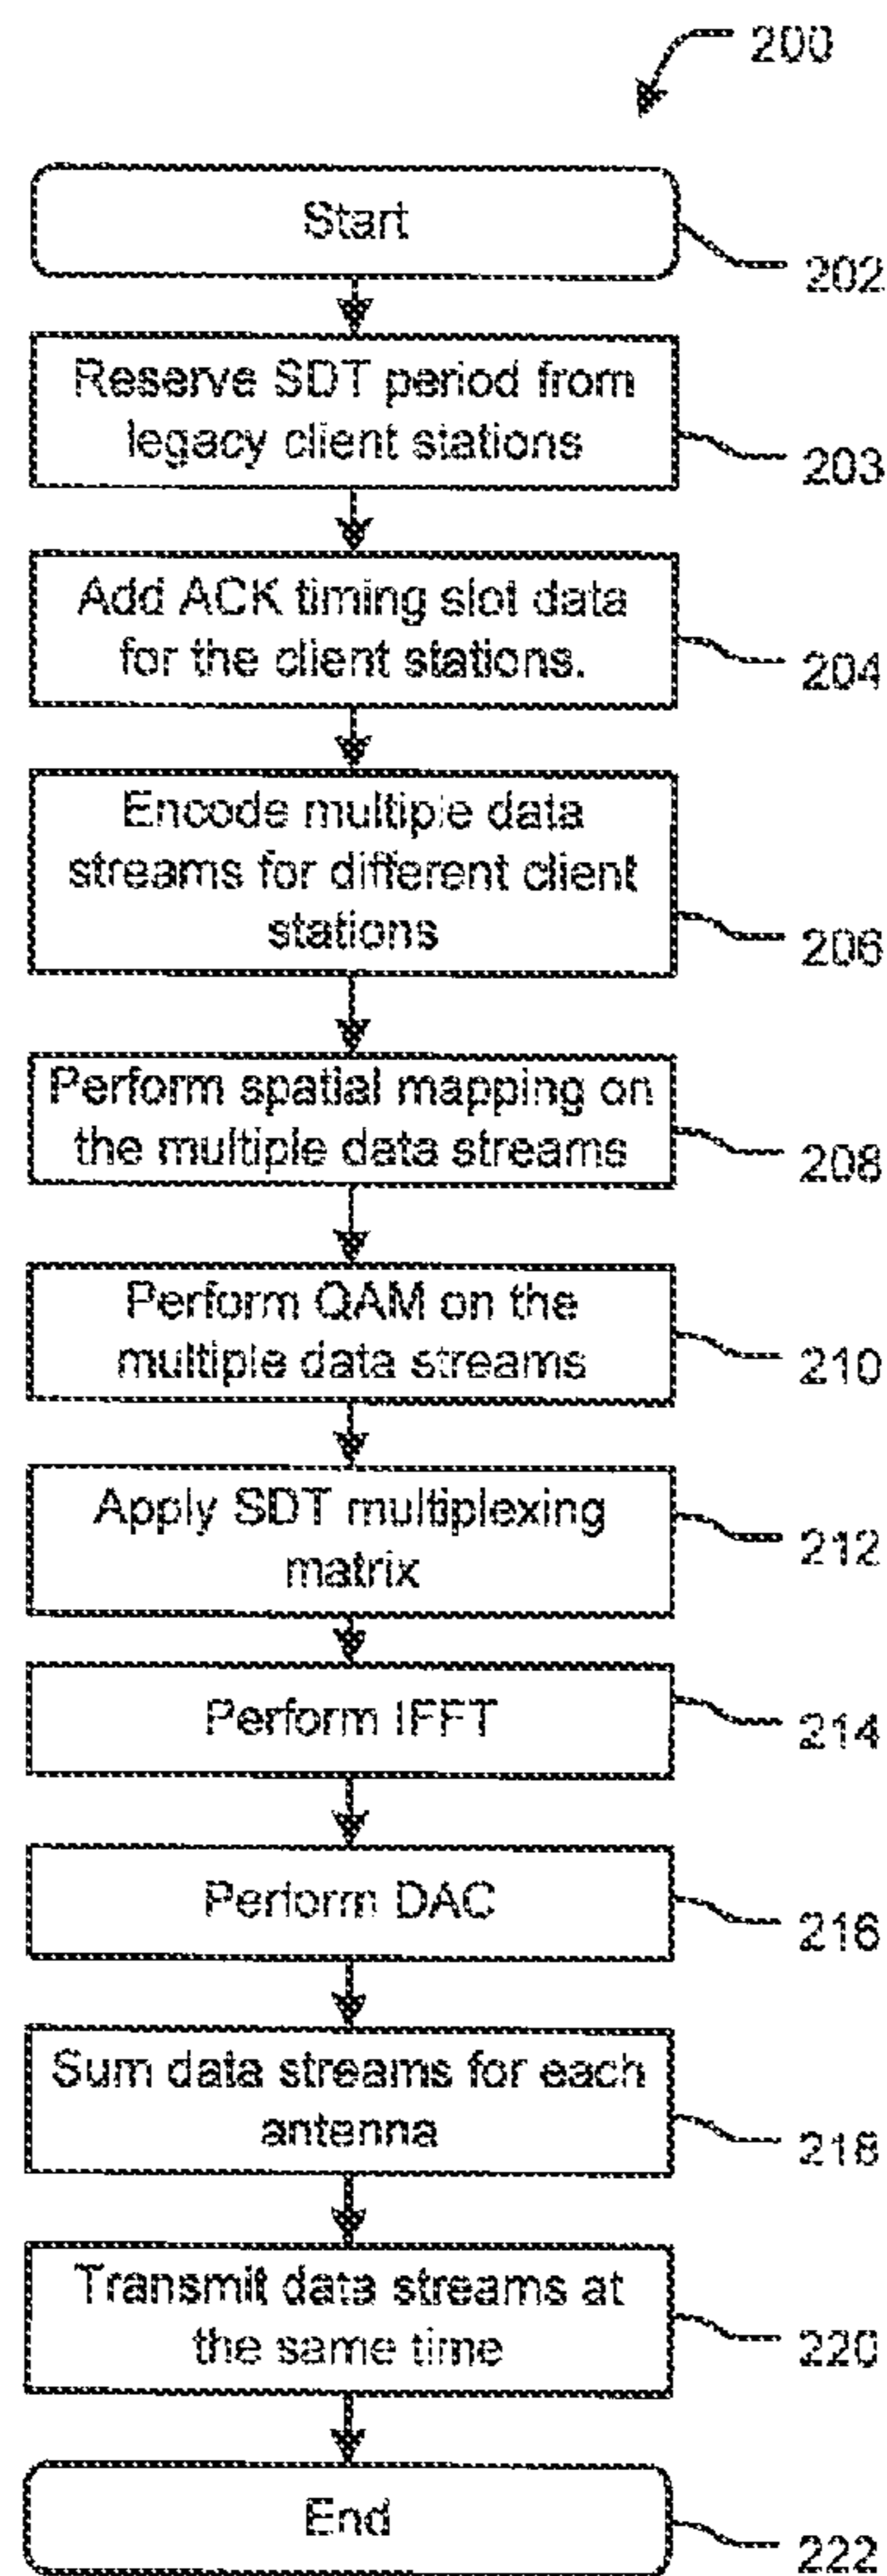 200
Start
202
Reserve SDT period from
legacy client stations
203
Add ACK timing slot data
for the client stations.
204
Encode multiple data
streams for different client
stations
206
Perform spatial mapping on
the multiple data streams
208
Perform QAM on the
multiple data streams
210
Apply SDT multiplexing
matrix
212
Perform IFFT
214
Perform DAC
216
Sum data streams for each
antenna
218
Transmit data streams at
the same time
220
End
222